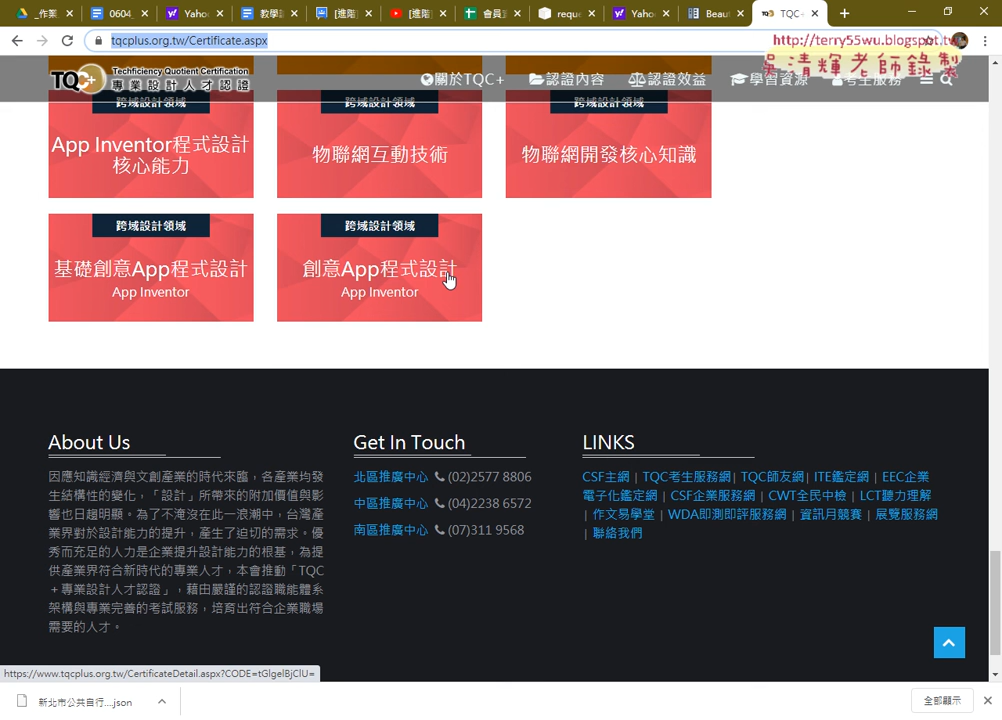 _作業
0604_
Yaho
教學
[進階
[進階
會員
requ
Yaho
Beau
TQC+
tqcplus.org.tw/Certificate.aspx
http://terry55wu.blogspot.tw
吳清輝老師錄製
TQC+
Techficiency Quotient Certification
專業設計人才認證
關於TQC+
認證內容
認證效益
學習資源
考生服務
跨域設計領域
跨域設計領域
跨域設計領域
App Inventor程式設計
核心能力
物聯網互動技術
物聯網開發核心知識
跨域設計領域
基礎創意App程式設計
App Inventor
跨域設計領域
創意App程式設計
App Inventor
About Us
因應知識經濟與文創產業的時代來臨，各產業均發
生結構性的變化，「設計」所帶來的附加價值與影
響也日趨明顯。為了不淹沒在此一浪潮中，台灣產
業界對於設計能力的提升，產生了迫切的需求。優
秀而充足的人力是企業提升設計能力的根基，為提
供產業界符合新時代的專業人才，本會推動「TQC
＋專業設計人才認證」，藉由嚴謹的認證職能體系
架構與專業完善的考試服務，培育出符合企業職場
需要的人才。
Get In Touch
北區推廣中心 (02)2577 8806
中區推廣中心 (04)2238 6572
南區推廣中心 (07)311 9568
LINKS
CSF主網 | TQC考生服務網| TQC師友網| ITE鑑定網 | EEC企業
電子化鑑定網 | CSF企業服務網 | CWT全民中檢 | LCT聽力理解
| 作文易學堂 | WDA即測即評服務網 | 資訊月競賽 | 展覽服務網
| 聯絡我們
https://www.tqcplus.org.tw/CertificateDetail.aspx?CODE=tGlgelBjClU=
新北市公共自行....json
全部顯示